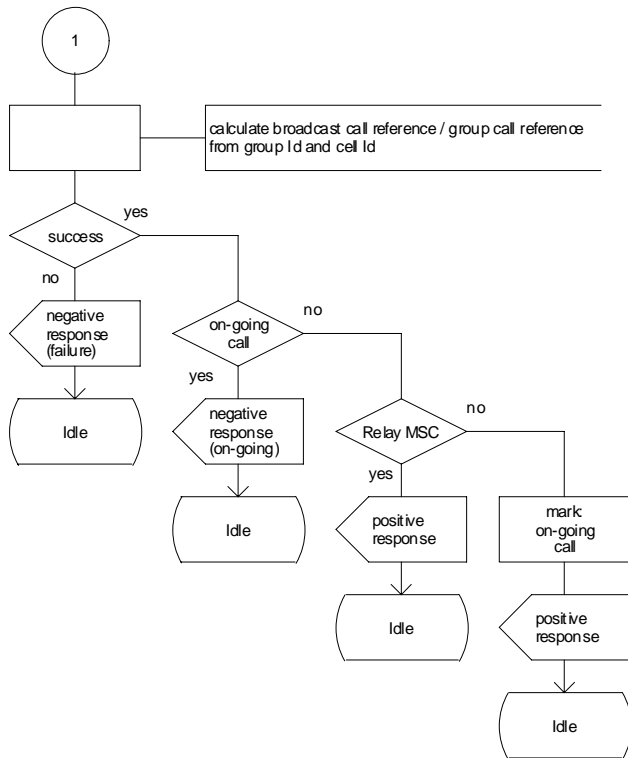 1
calculate broadcast call reference / group call reference
from group Id and cell Id
yes
success
no
negative
response
(failure)
Idle
no
on-going
call
yes
negative
response
(on-going)
Idle
no
Relay MSC
yes
positive
response
Idle
mark:
on-going
call
positive
response
Idle